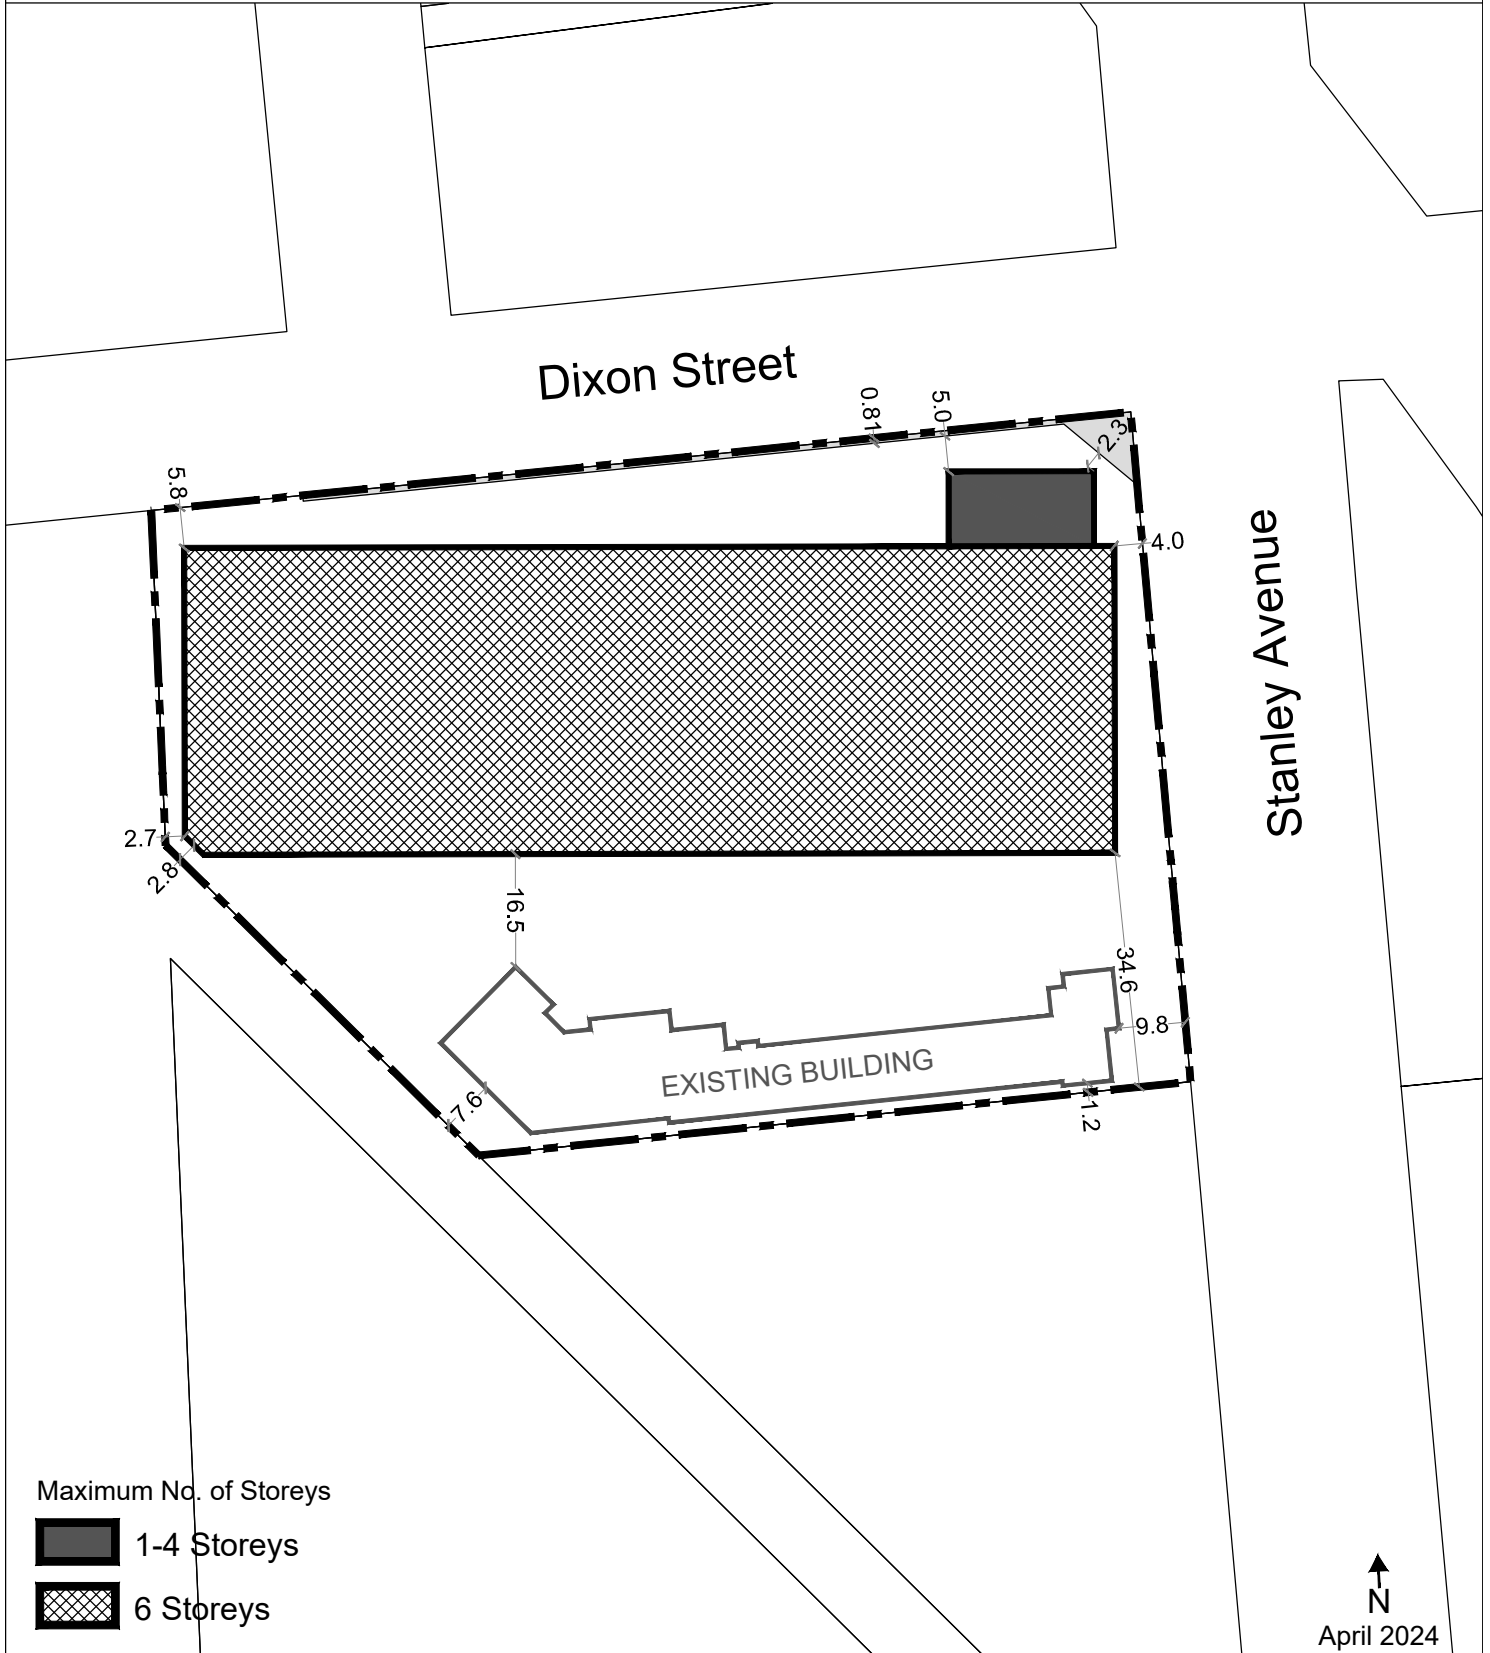 Dixon Street
0.81
5.0
2.3
5.8
4.0
Stanley Avenue
2.7
2.8
16.5
34.6
9.8
EXISTING BUILDING
7.6
1.2
Maximum No. of Storeys
1-4 Storeys
6 Storeys
N
April 2024